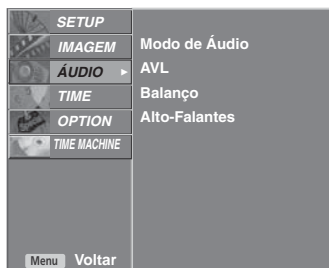 SETUP
IMAGEM
ÁUDIO
TIME
OPTION
TIME MACHINE
Modo de Áudio
AVL
Balanço
Alto-Falantes
Menu Voltar